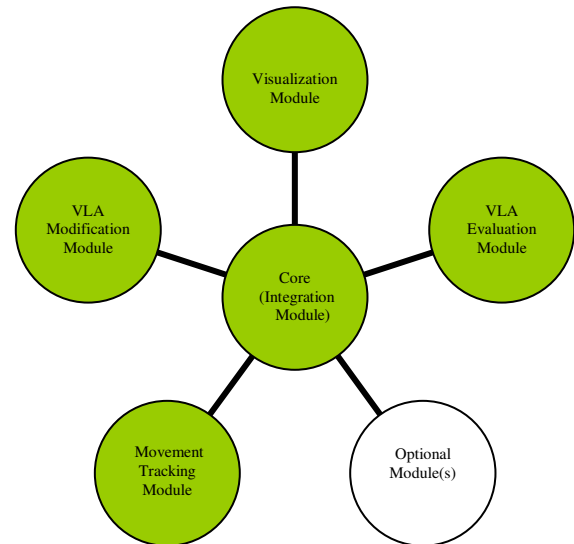 Visualization
Module
VLA
Modification
Module
VLA
Evaluation
Module
Core
(Integration
Module)
Movement
Tracking
Module
Optional
Module(s)